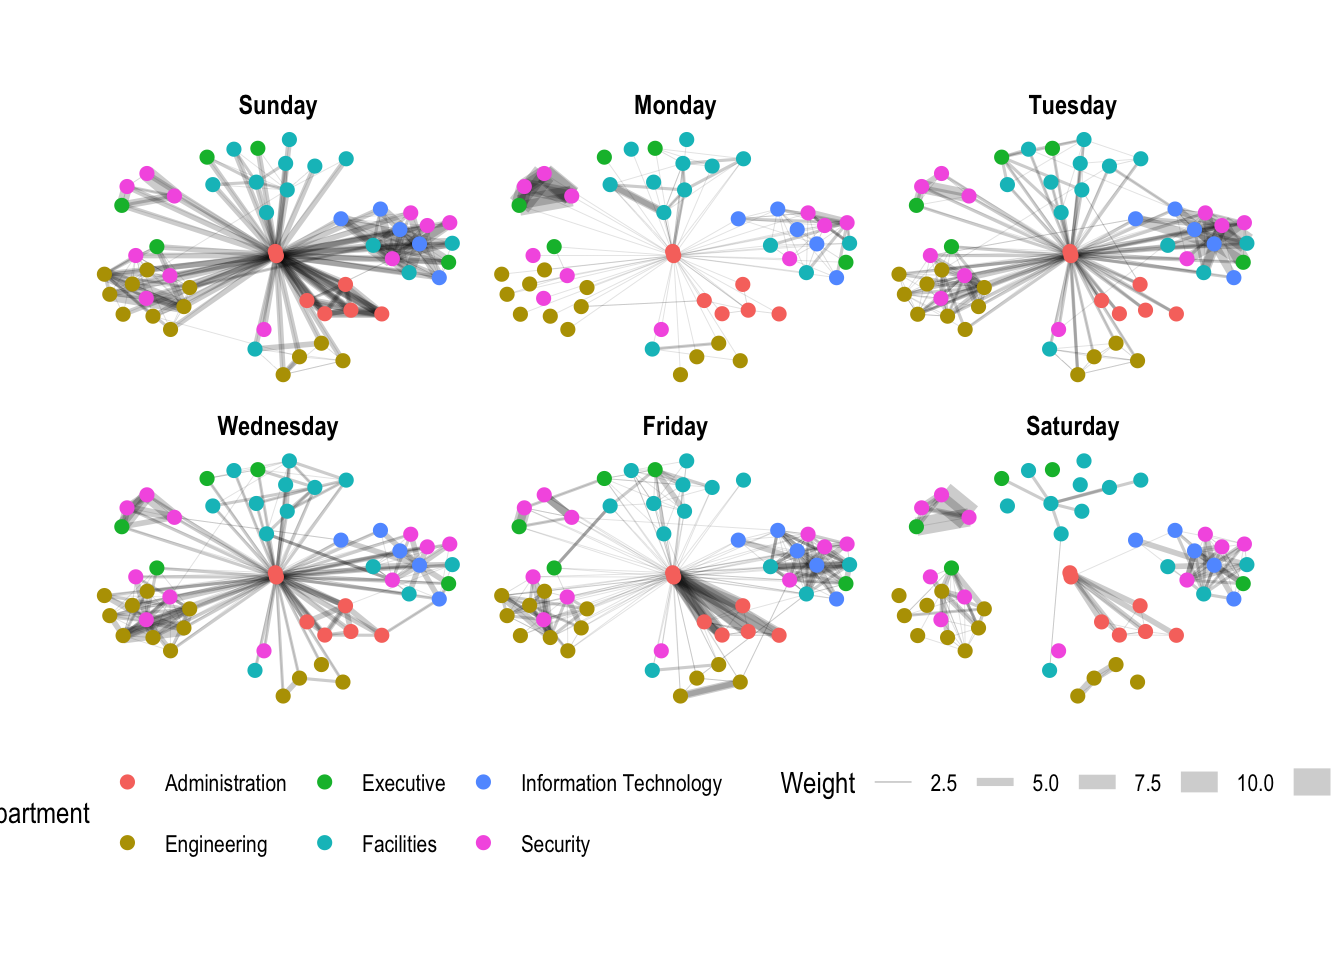 Sunday
Monday
Tuesday
Wednesday
Friday
Saturday
partment
Administration
Executive
Information Technology
Engineering
Facilities
Security
Weight
2.5
5.0
7.5
10.0